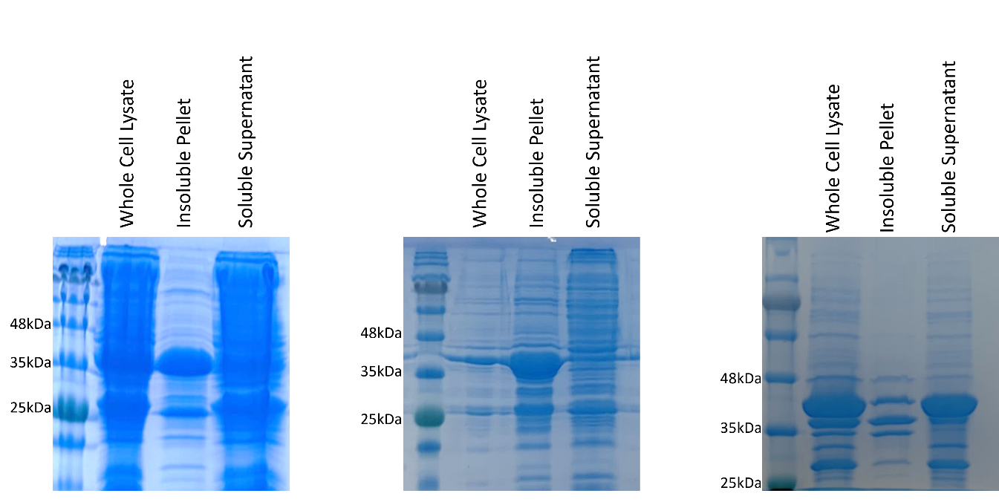 Whole Cell Lysate
Insoluble Pellet
Soluble Supernatant
48kDa
35kDa
25kDa
Whole Cell Lysate
Insoluble Pellet
Soluble Supernatant
48kDa
35kDa
25kDa
Whole Cell Lysate
Insoluble Pellet
Soluble Supernatant
48kDa
35kDa
25kDa